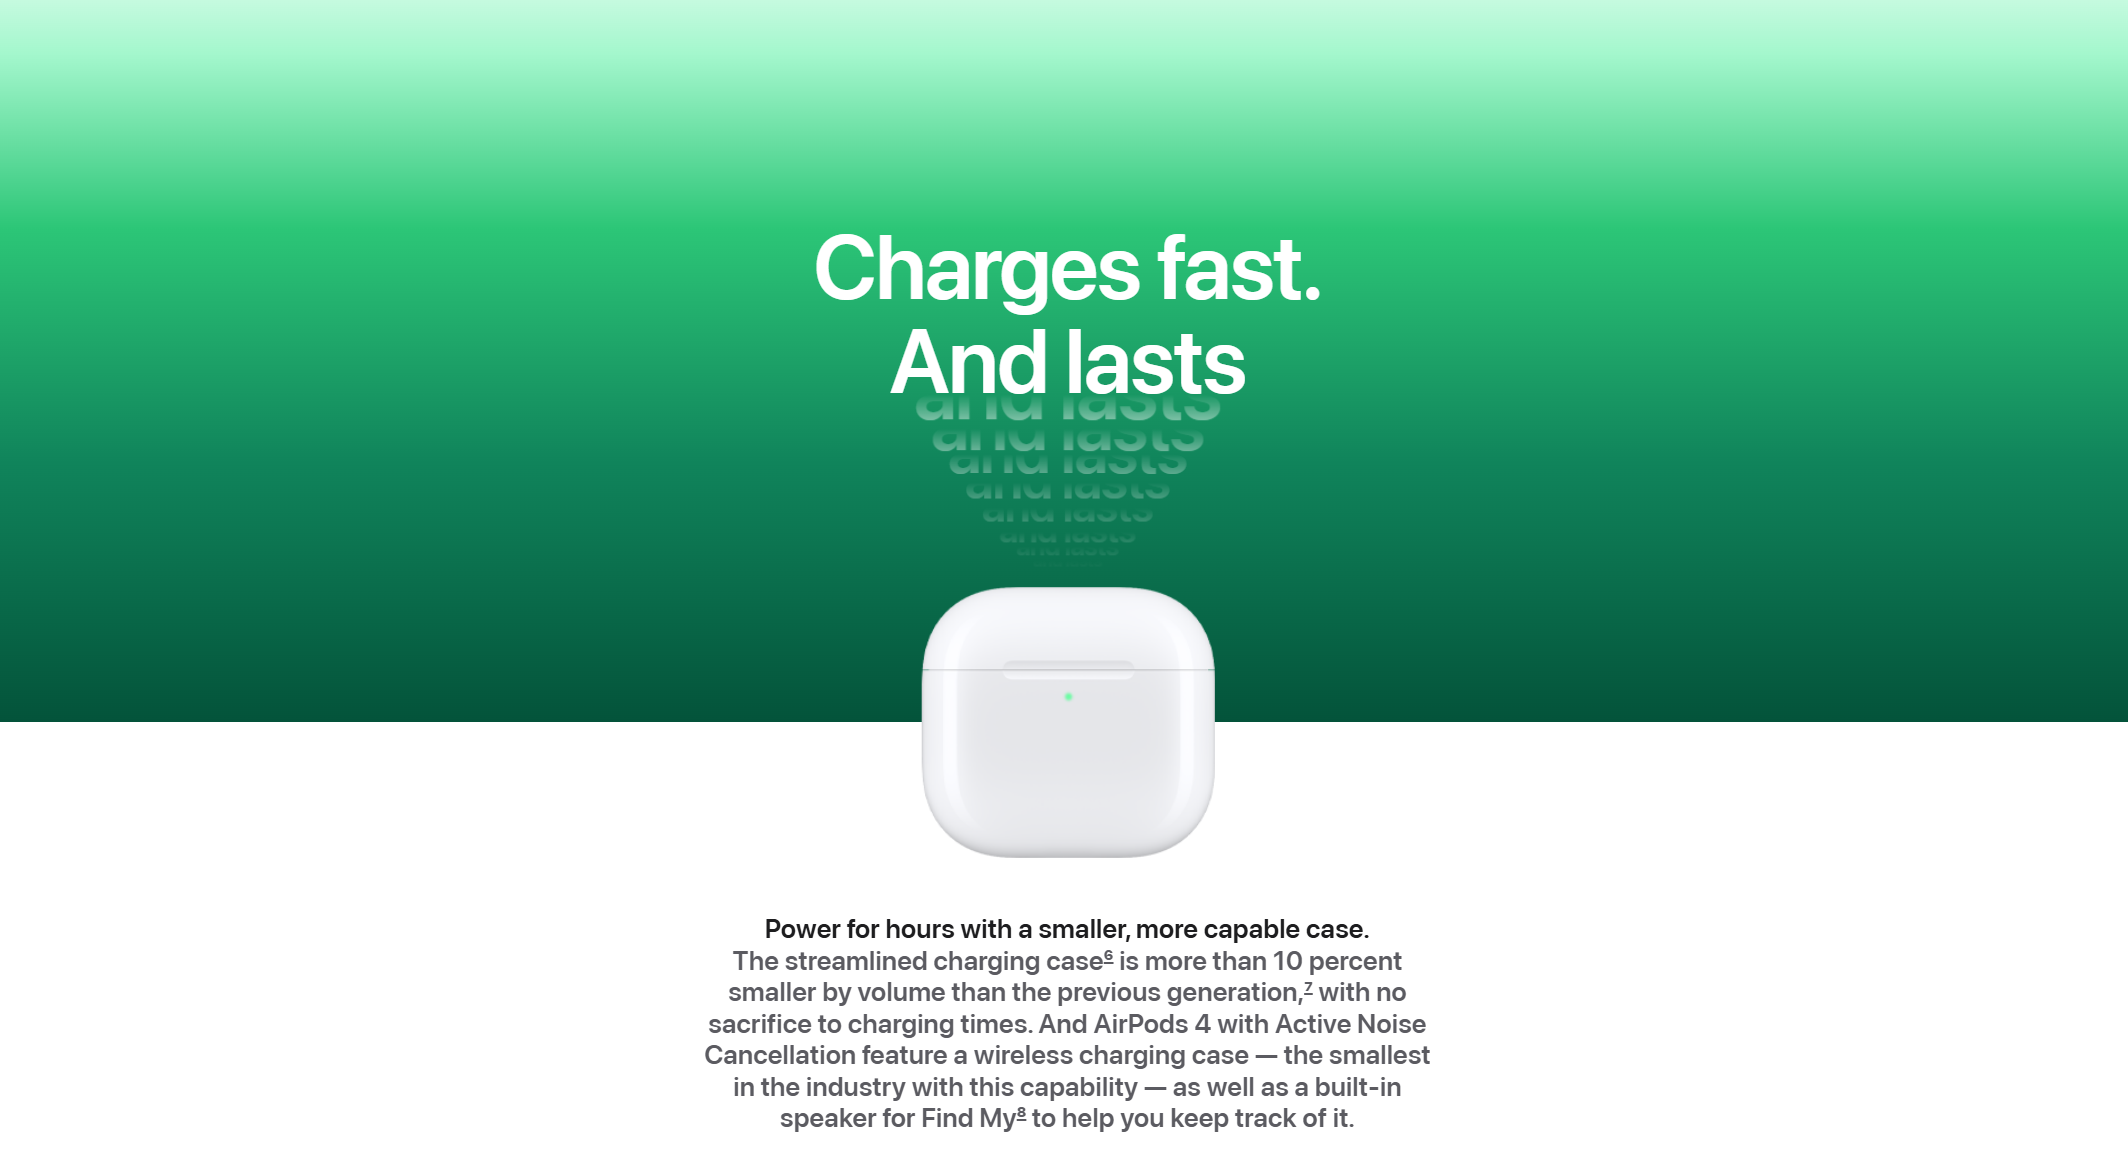 Charges fast.
And lasts
and lasts
and lasts
and lasts
and lasts
and lasts
and lasts
and lasts
Power for hours with a smaller, more capable case.
The streamlined charging case⁶ is more than 10 percent
smaller by volume than the previous generation,⁷ with no
sacrifice to charging times. And AirPods 4 with Active Noise
Cancellation feature a wireless charging case — the smallest
in the industry with this capability — as well as a built-in
speaker for Find My⁸ to help you keep track of it.